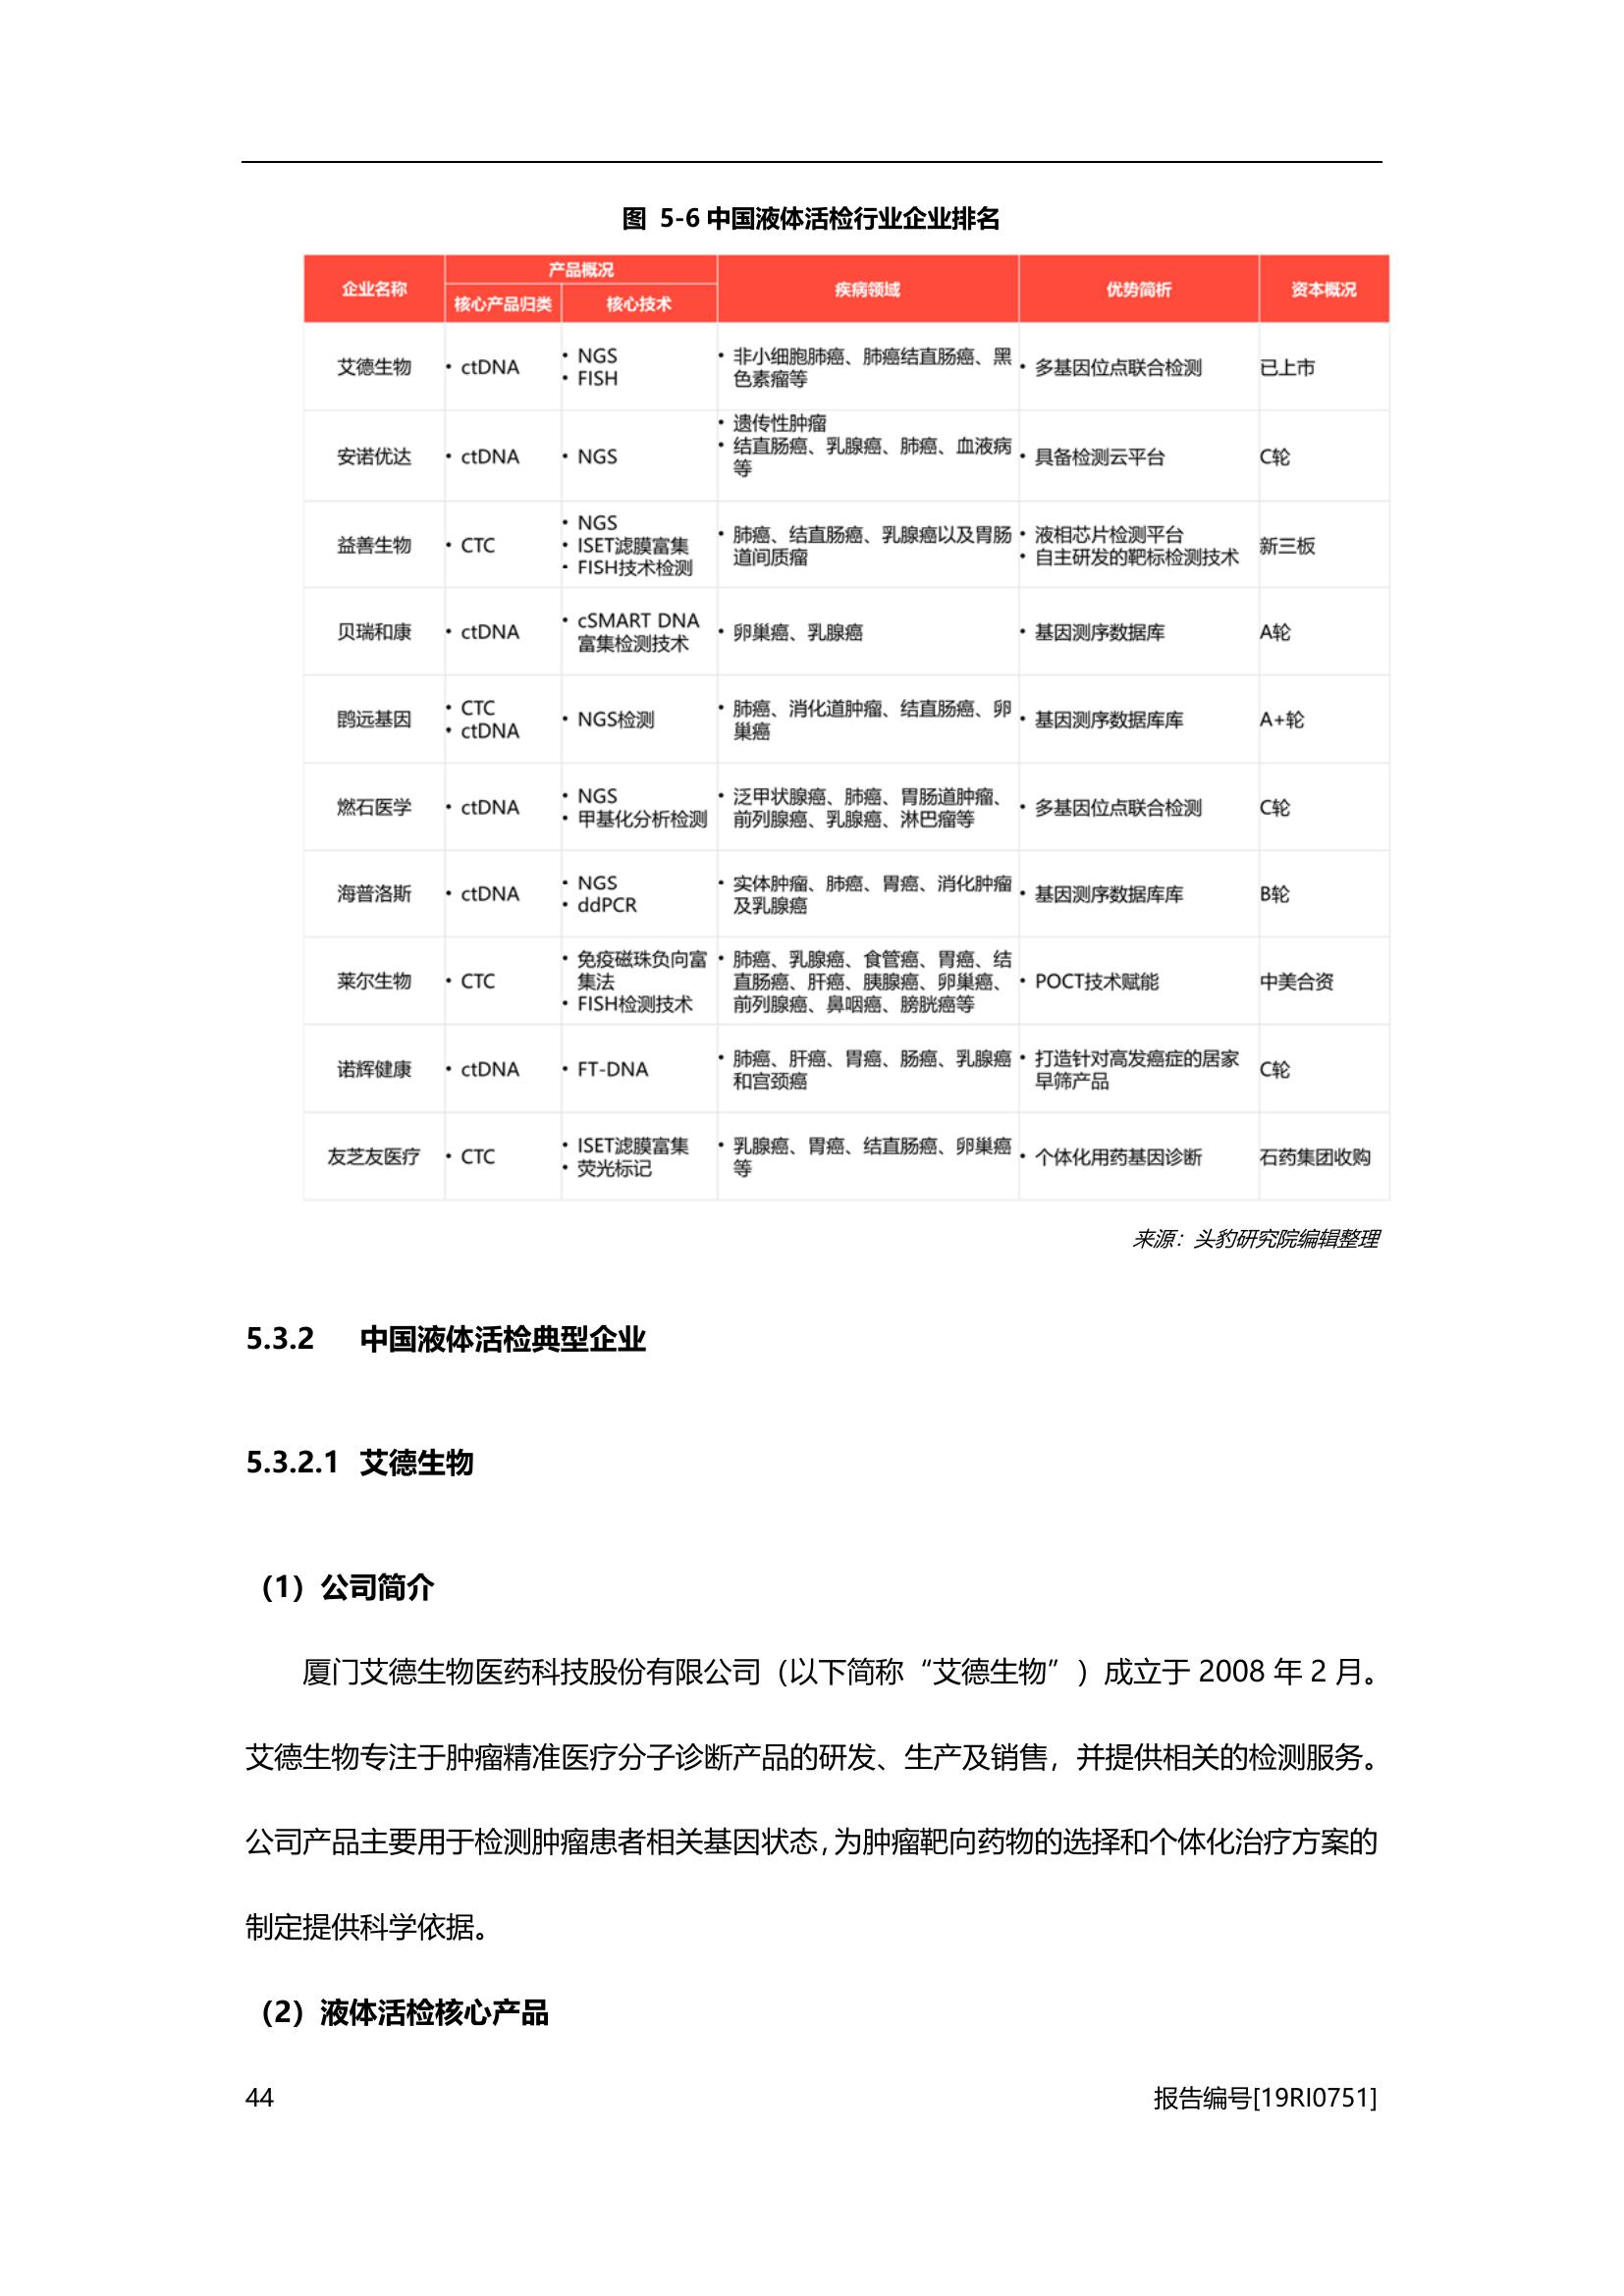 图 5-6 中国液体活检行业企业排名
企业名称 产品概况 疾病领域 优势简析 资本概况
核心产品归类 核心技术
艾德生物
• ctDNA
• NGS
• FISH
• 非小细胞肺癌、肺癌结直肠癌、黑
色素瘤等
• 多基因位点联合检测
已上市
安诺优达
• ctDNA
• NGS
• 遗传性肿瘤
• 结直肠癌、乳腺癌、肺癌、血液病
等
• 具备检测云平台
C轮
益善生物
• CTC
• NGS
• ISET滤膜富集
• FISH技术检测
• 肺癌、结直肠癌、乳腺癌以及胃肠
道间质瘤
• 液相芯片检测平台
• 自主研发的靶标检测技术
新三板
贝瑞和康
• ctDNA
• cSMART DNA
富集检测技术
• 卵巢癌、乳腺癌
• 基因测序数据库
A轮
鹍远基因
• CTC
• ctDNA
• NGS检测
• 肺癌、消化道肿瘤、结直肠癌、卵
巢癌
• 基因测序数据库库
A+轮
燃石医学
• ctDNA
• NGS
• 甲基化分析检测
• 泛甲状腺癌、肺癌、胃肠道肿瘤、
前列腺癌、乳腺癌、淋巴瘤等
• 多基因位点联合检测
C轮
海普洛斯
• ctDNA
• NGS
• ddPCR
• 实体肿瘤、肺癌、胃癌、消化肿瘤
及乳腺癌
• 基因测序数据库库
B轮
莱尔生物
• CTC
• 免疫磁珠负向富
集法
• FISH检测技术
• 肺癌、乳腺癌、食管癌、胃癌、结
直肠癌、肝癌、胰腺癌、卵巢癌、
前列腺癌、鼻咽癌、膀胱癌等
• POCT技术赋能
中美合资
诺辉健康
• ctDNA
• FT-DNA
• 肺癌、肝癌、胃癌、肠癌、乳腺癌
和宫颈癌
• 打造针对高发癌症的居家
早筛产品
C轮
友芝友医疗
• CTC
• ISET滤膜富集
• 荧光标记
• 乳腺癌、胃癌、结直肠癌、卵巢癌
等
• 个体化用药基因诊断
石药集团收购
来源：头豹研究院编辑整理
5.3.2 中国液体活检典型企业
5.3.2.1 艾德生物
（1）公司简介
厦门艾德生物医药科技股份有限公司（以下简称“艾德生物”）成立于 2008 年 2 月。
艾德生物专注于肿瘤精准医疗分子诊断产品的研发、生产及销售，并提供相关的检测服务。
公司产品主要用于检测肿瘤患者相关基因状态，为肿瘤靶向药物的选择和个体化治疗方案的
制定提供科学依据。
（2）液体活检核心产品
44 报告编号[19RI0751]